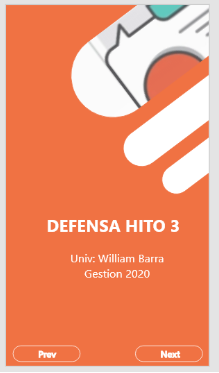 DEFENSA HITO 3
Univ: William Barra
Gestion 2020
Prev
Next